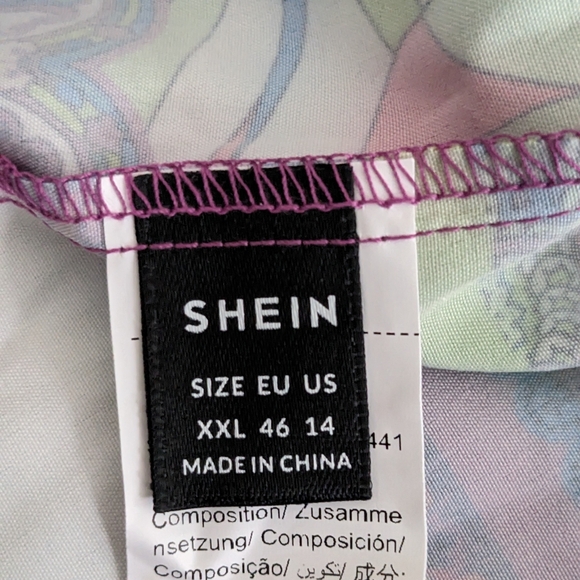 SHEIN
SIZE EU US
XXL 46 14
441
MADE IN CHINA
Composition/ Zusamme
nsetzung/ Composición/
Composição/ تكوين/ 成分: